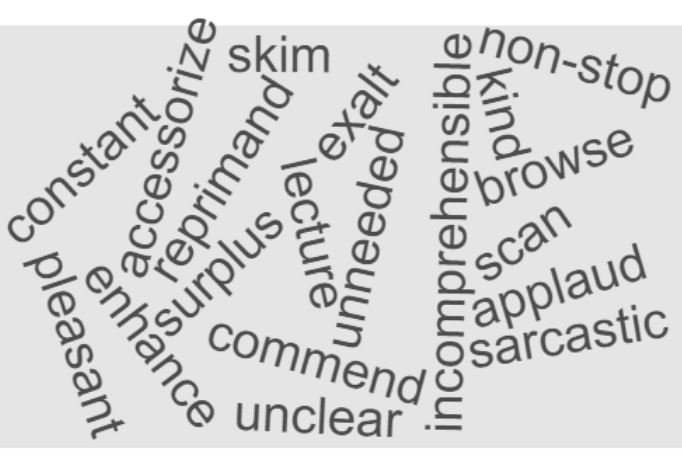 skim
non-stop
constant
accessorize
reprimand
exalt
incomprehensible
kind
browse
lecture
unneeded
surplus
scan
pleasant
enhance
applaud
commend
sarcastic
unclear